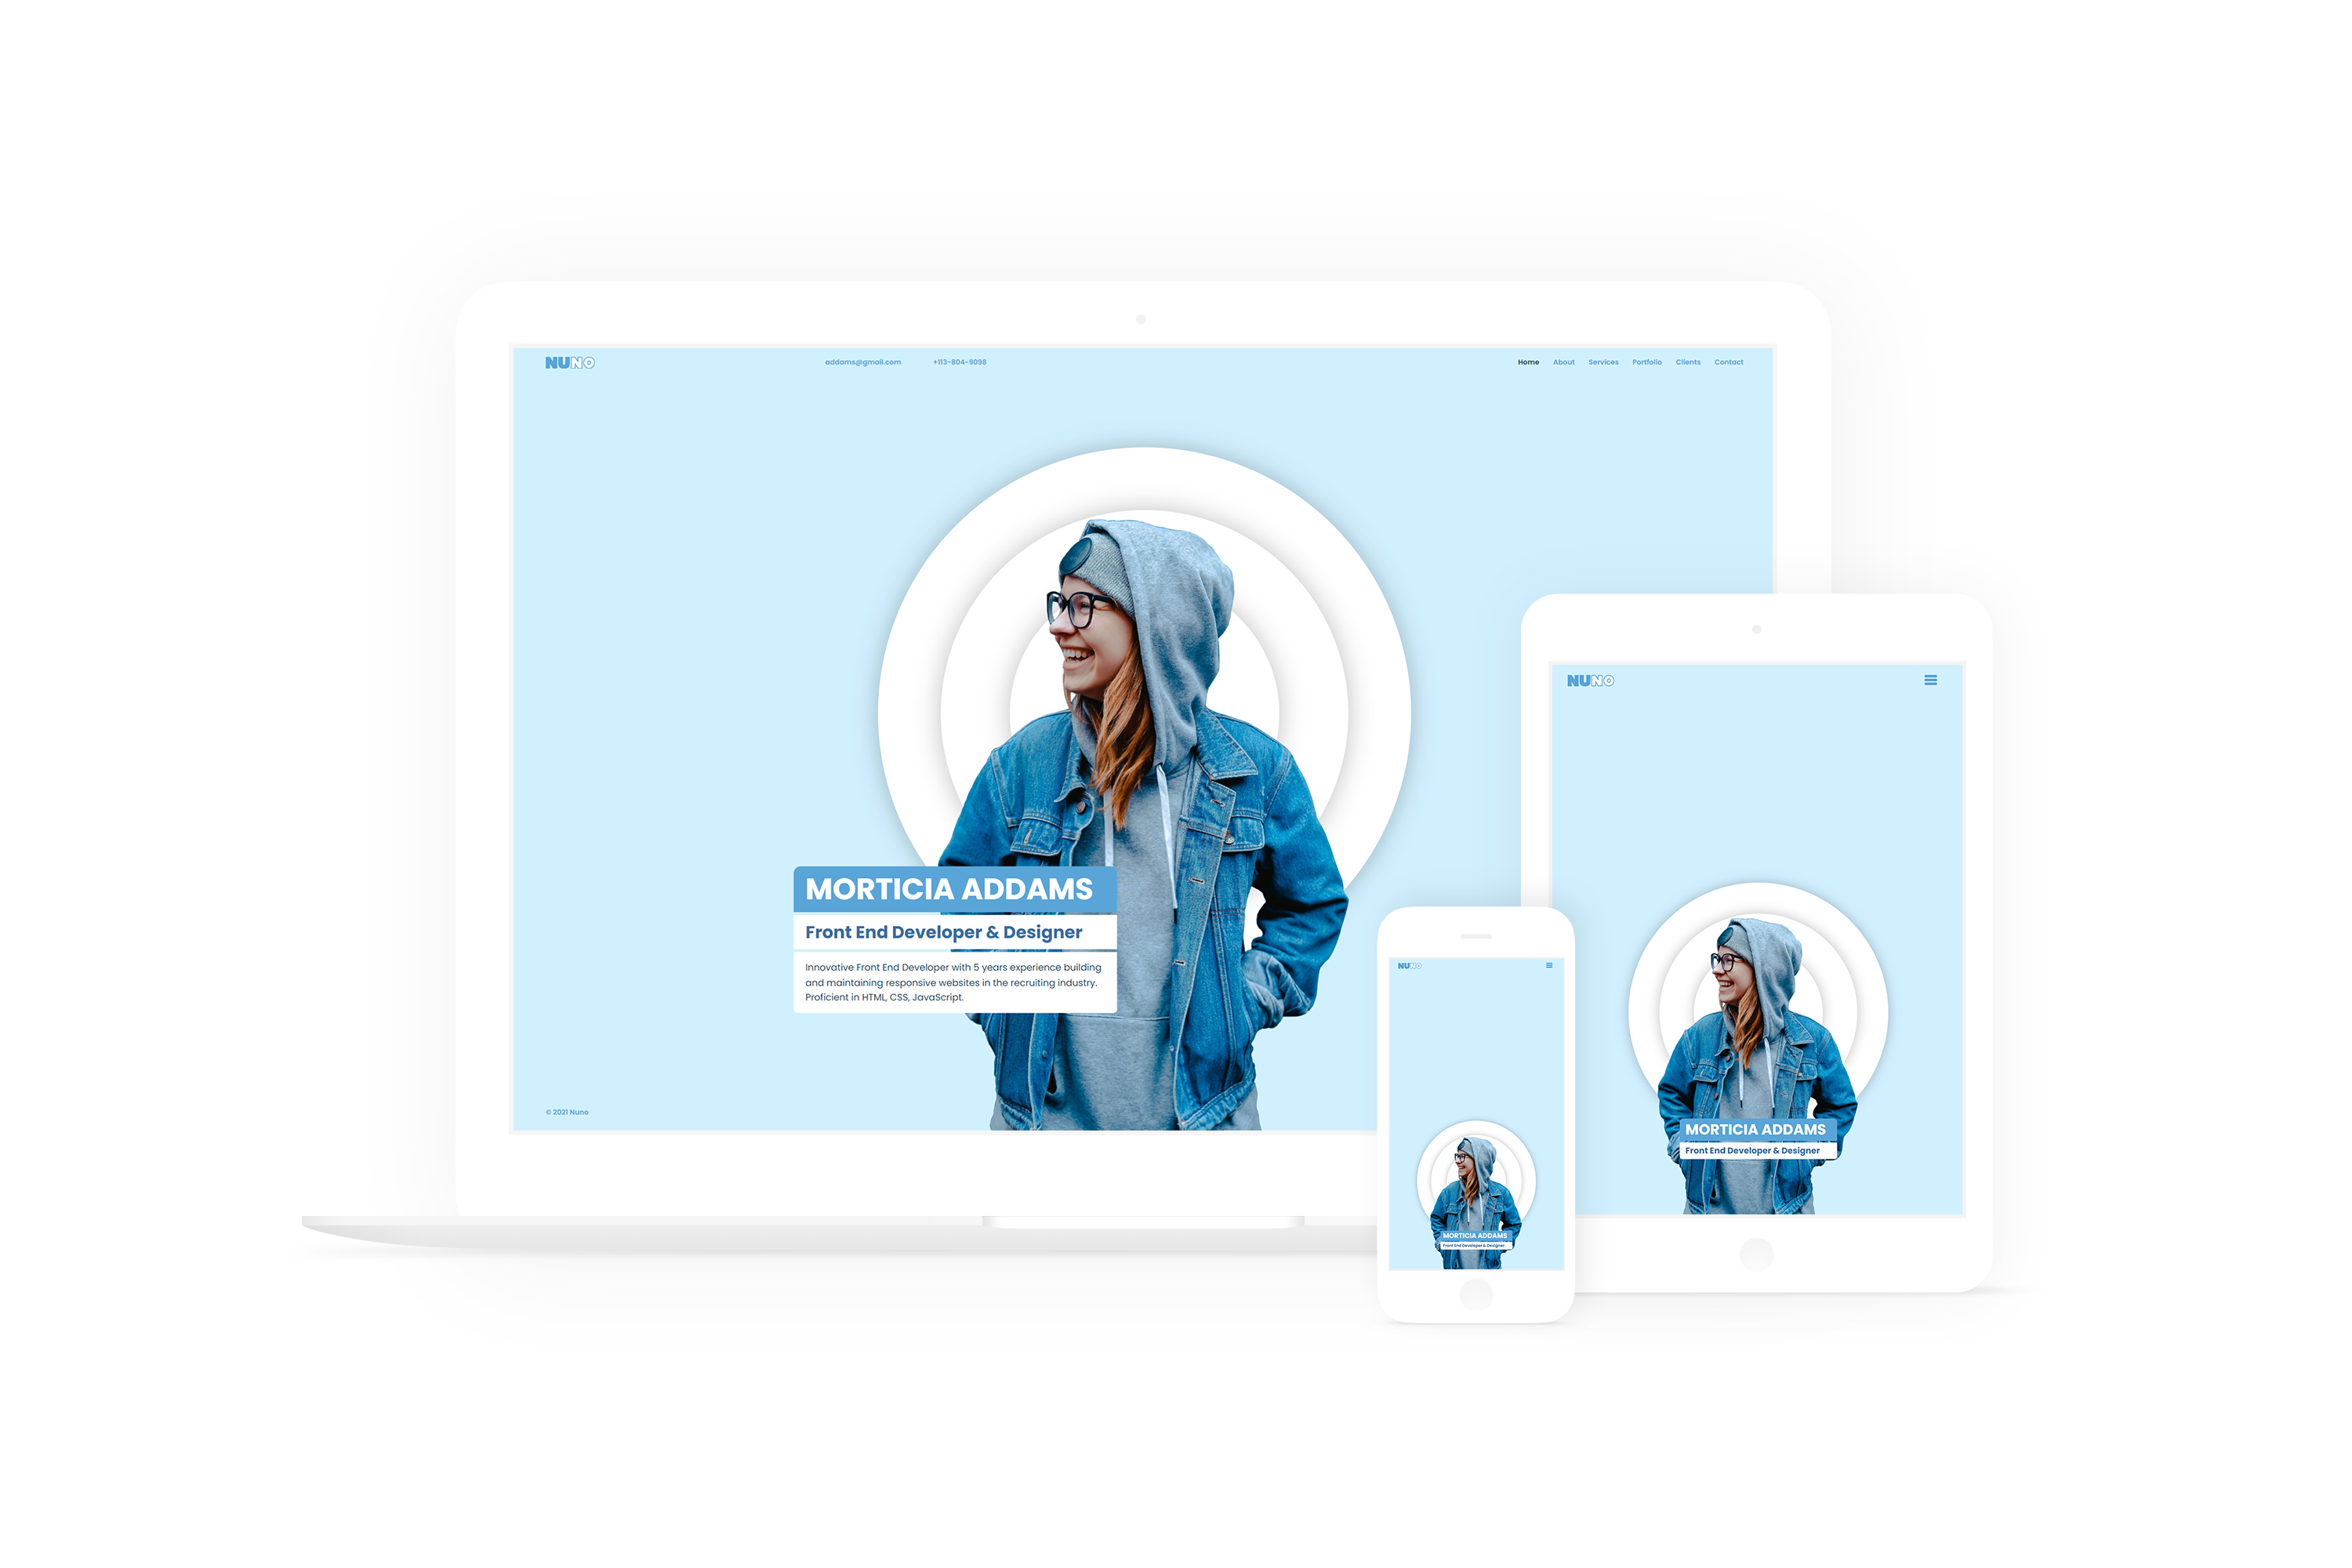 NUNO
addams@gmail.com +113-804-9098
Home About Services Portfolio Clients Contact
MORTICIA ADDAMS
Front End Developer & Designer
Innovative Front End Developer with 5 years experience building
and maintaining responsive websites in the recruiting industry.
Proficient in HTML, CSS, JavaScript.
© 2021 Nuno
NUNO
MORTICIA ADDAMS
Front End Developer & Designer
NUNO
MORTICIA ADDAMS
Front End Developer & Designer